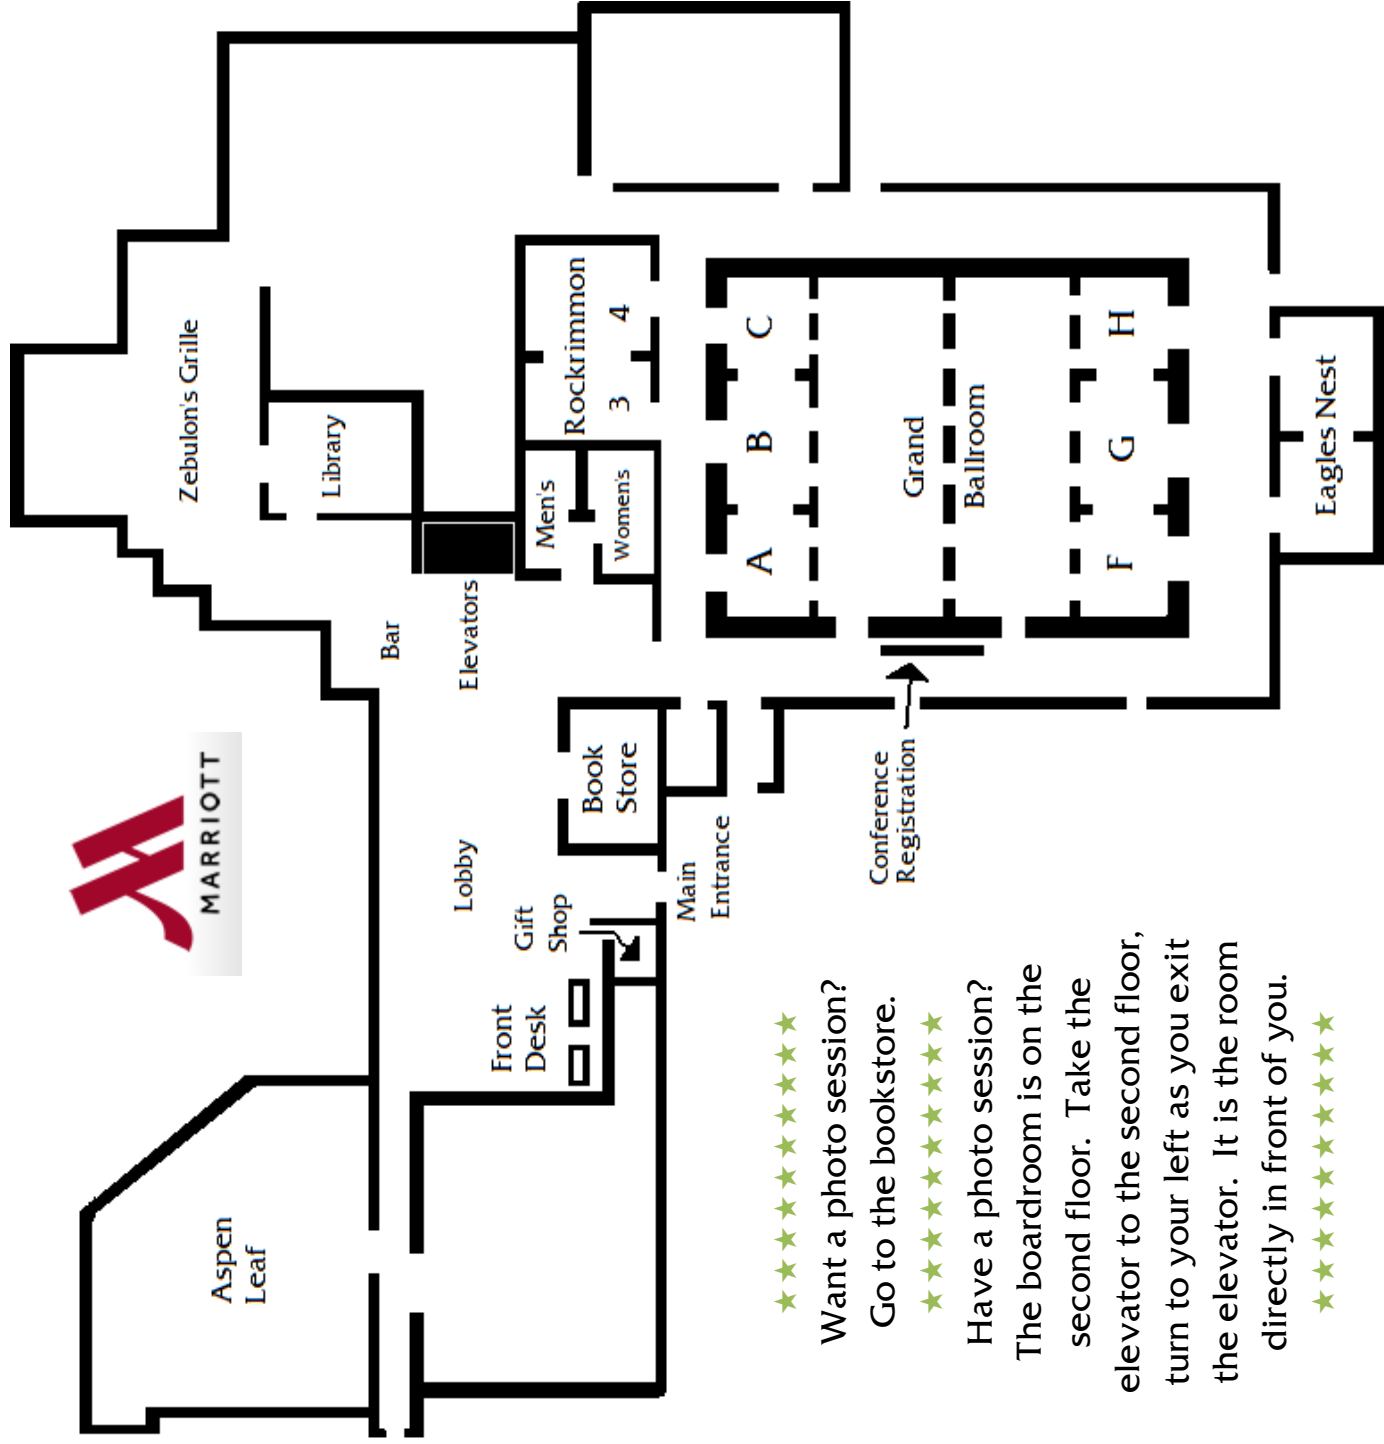 MARRIOTT
Aspen
Leaf
Zebulon's Grille
Library
Bar
Elevators
Lobby
Front
Desk
Gift
Shop
Men's
Women's
Rockrimmon
3
4
Book
Store
Main
Entrance
A
B
C
Conference
Registration
Grand
Ballroom
F
G
H
Eagles Nest
Want a photo session?
Go to the bookstore.
Have a photo session?
The boardroom is on the
second floor. Take the
elevator to the second floor,
turn to your left as you exit
the elevator. It is the room
directly in front of you.